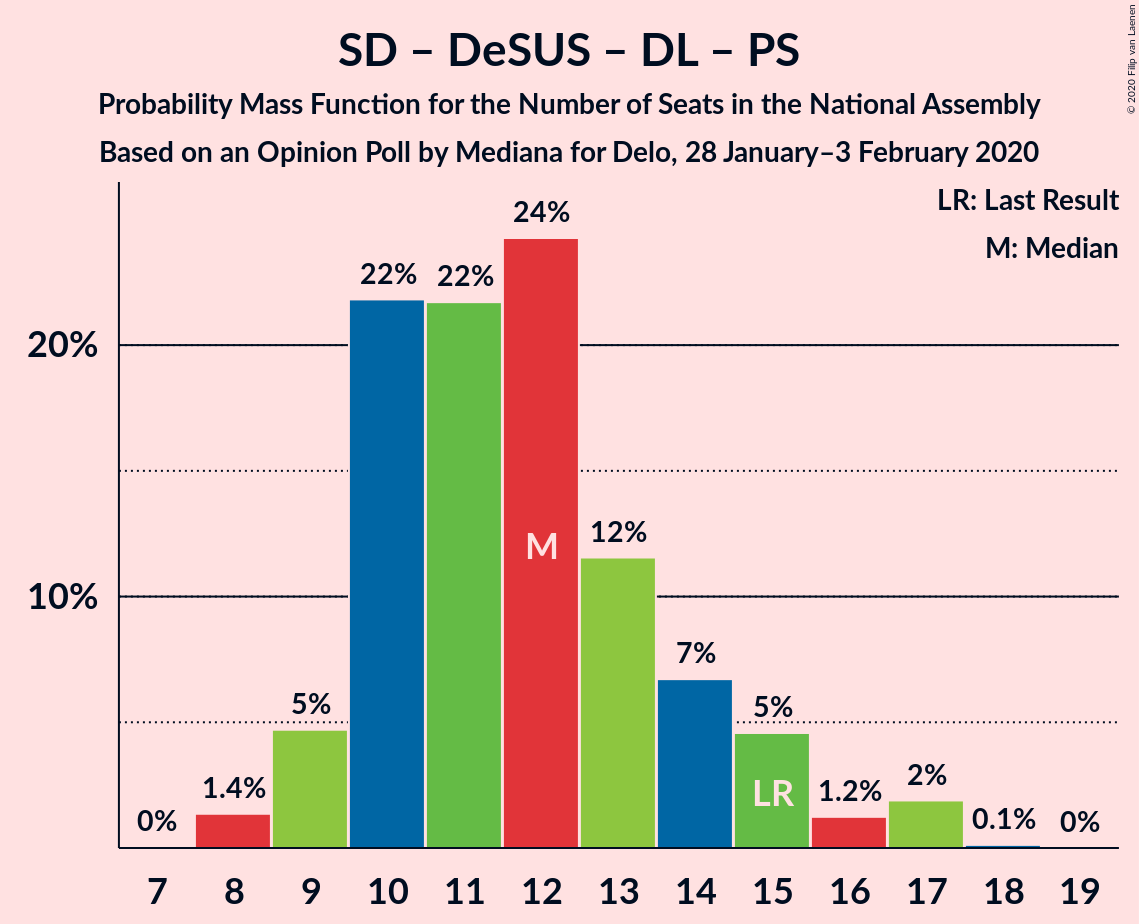 SD – DeSUS – DL – PS
Probability Mass Function for the Number of Seats in the National Assembly
Based on an Opinion Poll by Mediana for Delo, 28 January–3 February 2020
© 2020 Filip van Laenen
LR: Last Result
M: Median
24%
22%
22%
20%
12%
M
10%
7%
5%
5%
LR
2%
1.4%
1.2%
0%
0.1%
0%
7 8 9 10 11 12 13 14 15 16 17 18 19